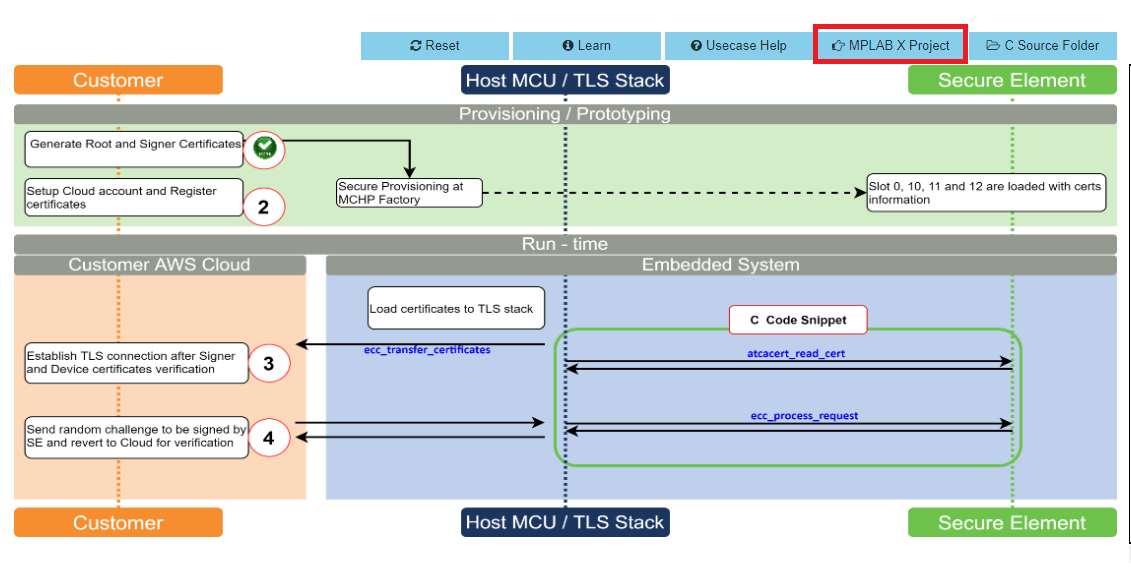 Reset
Learn
Usecase Help
MPLAB X Project
C Source Folder
Customer
Host MCU / TLS Stack
Secure Element
Provisioning / Prototyping
Generate Root and Signer Certificates
Setup Cloud account and Register
certificates
2
Secure Provisioning at
MCHP Factory
Slot 0, 10, 11 and 12 are loaded with certs
information
Run - time
Customer AWS Cloud
Embedded System
Load certificates to TLS stack
C Code Snippet
ecc_transfer_certificates
atcacert_read_cert
Establish TLS connection after Signer
and Device certificates verification
3
ecc_process_request
Send random challenge to be signed by
SE and revert to Cloud for verification
4
Customer
Host MCU / TLS Stack
Secure Element